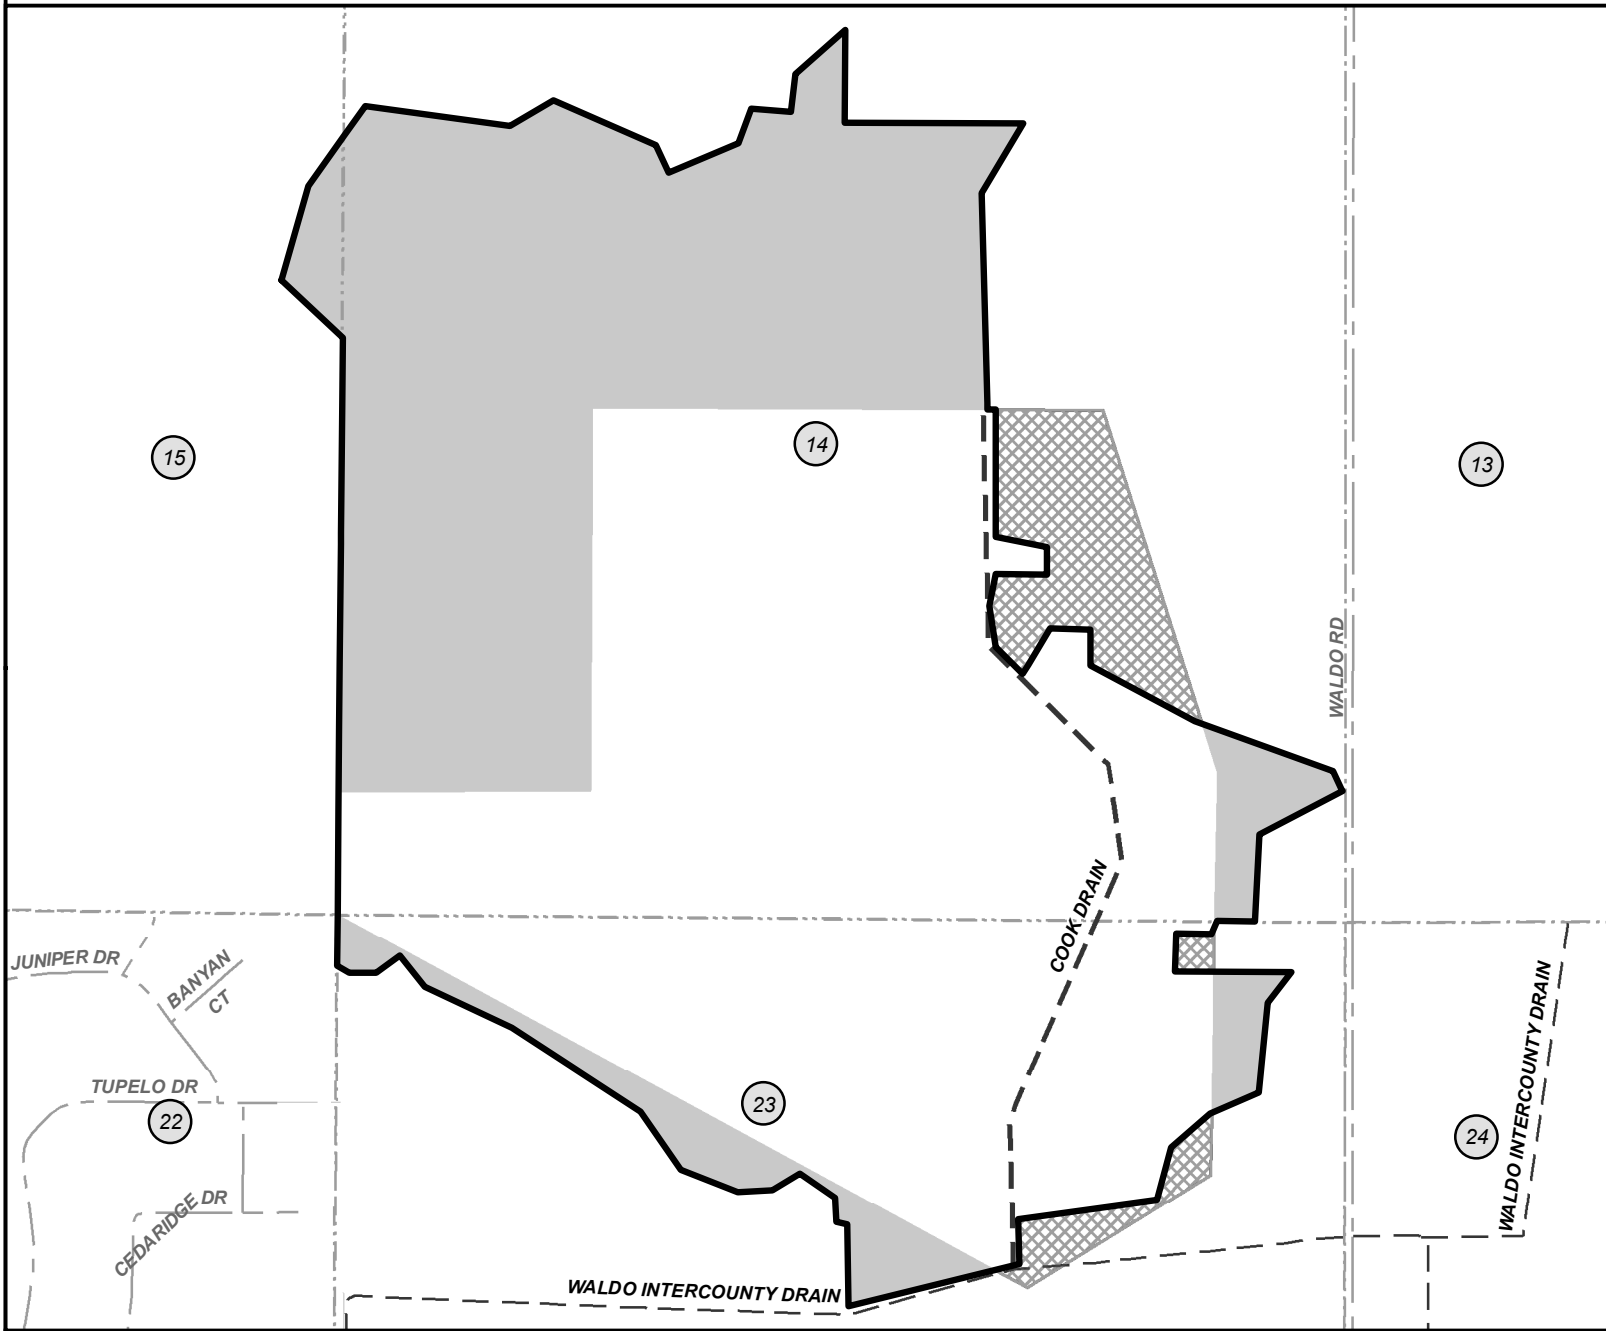 14
15
13
WALDO RD
COOK DRAIN
JUNIPER DR
BANYAN
CT
WALDO INTERCOUNTY DRAIN
TUPELO DR
22
23
24
CEDARIDGE DR
WALDO INTERCOUNTY DRAIN